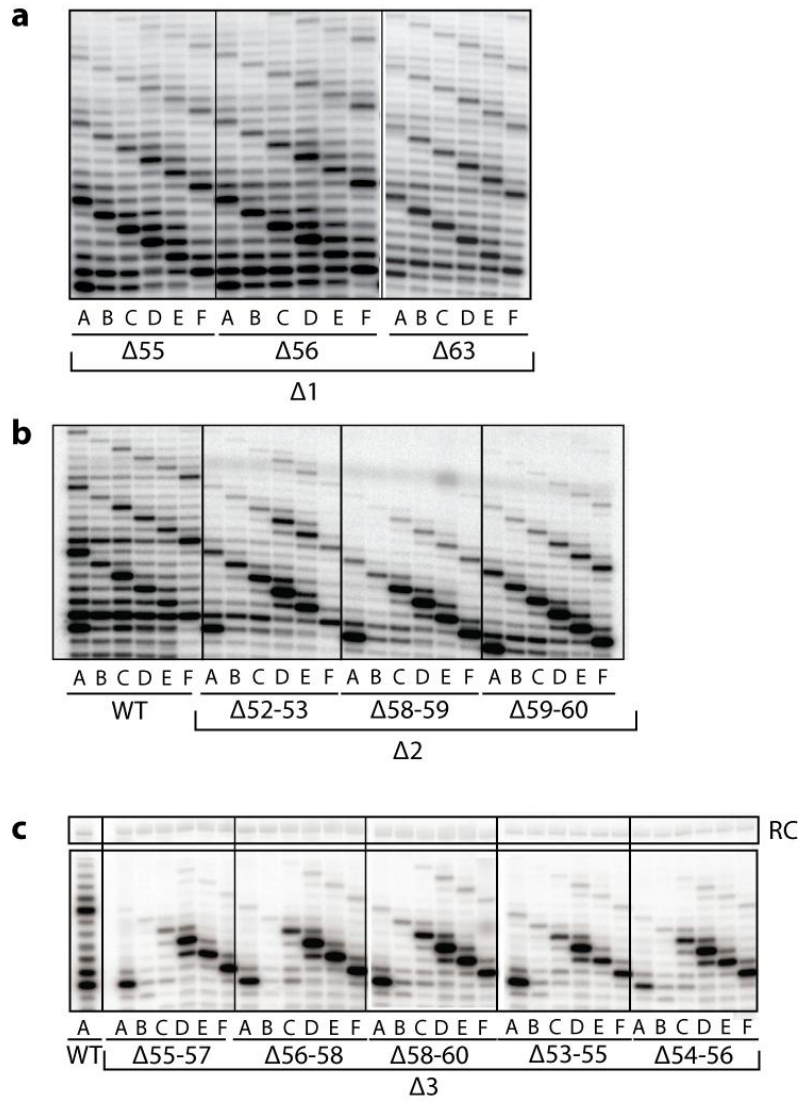 a
A B C D E F A B C D E F A B C D E F
Δ55 Δ56 Δ63
Δ1
b
A B C D E F A B C D E F A B C D E F A B C D E F
WT Δ52-53 Δ58-59 Δ59-60
Δ2
c
RC
A A B C D E F A B C D E F A B C D E F A B C D E F A B C D E F
WT Δ55-57 Δ56-58 Δ58-60 Δ53-55 Δ54-56
Δ3